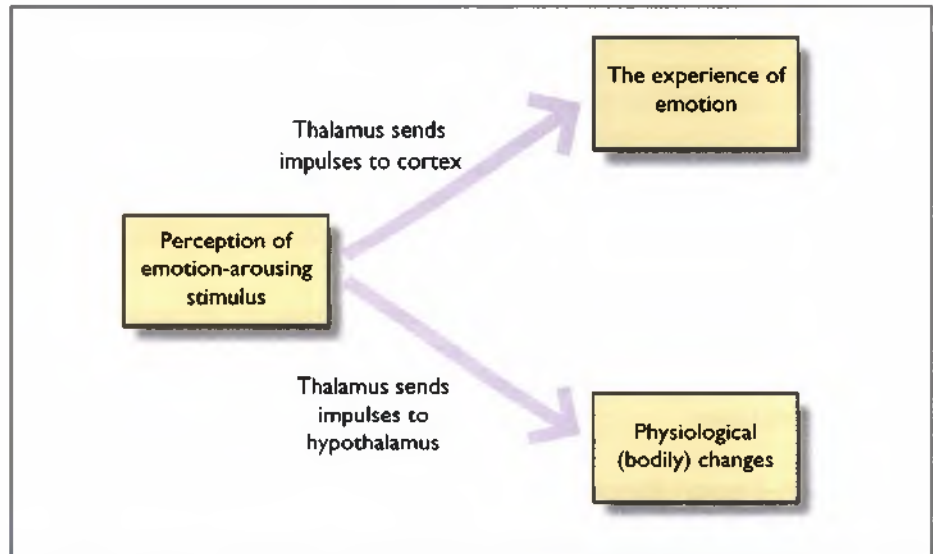 The experience of
emotion
Thalamus sends
impulses to cortex
Perception of
emotion-arousing
stimulus
Thalamus sends
impulses to
hypothalamus
Physiological
(bodily) changes